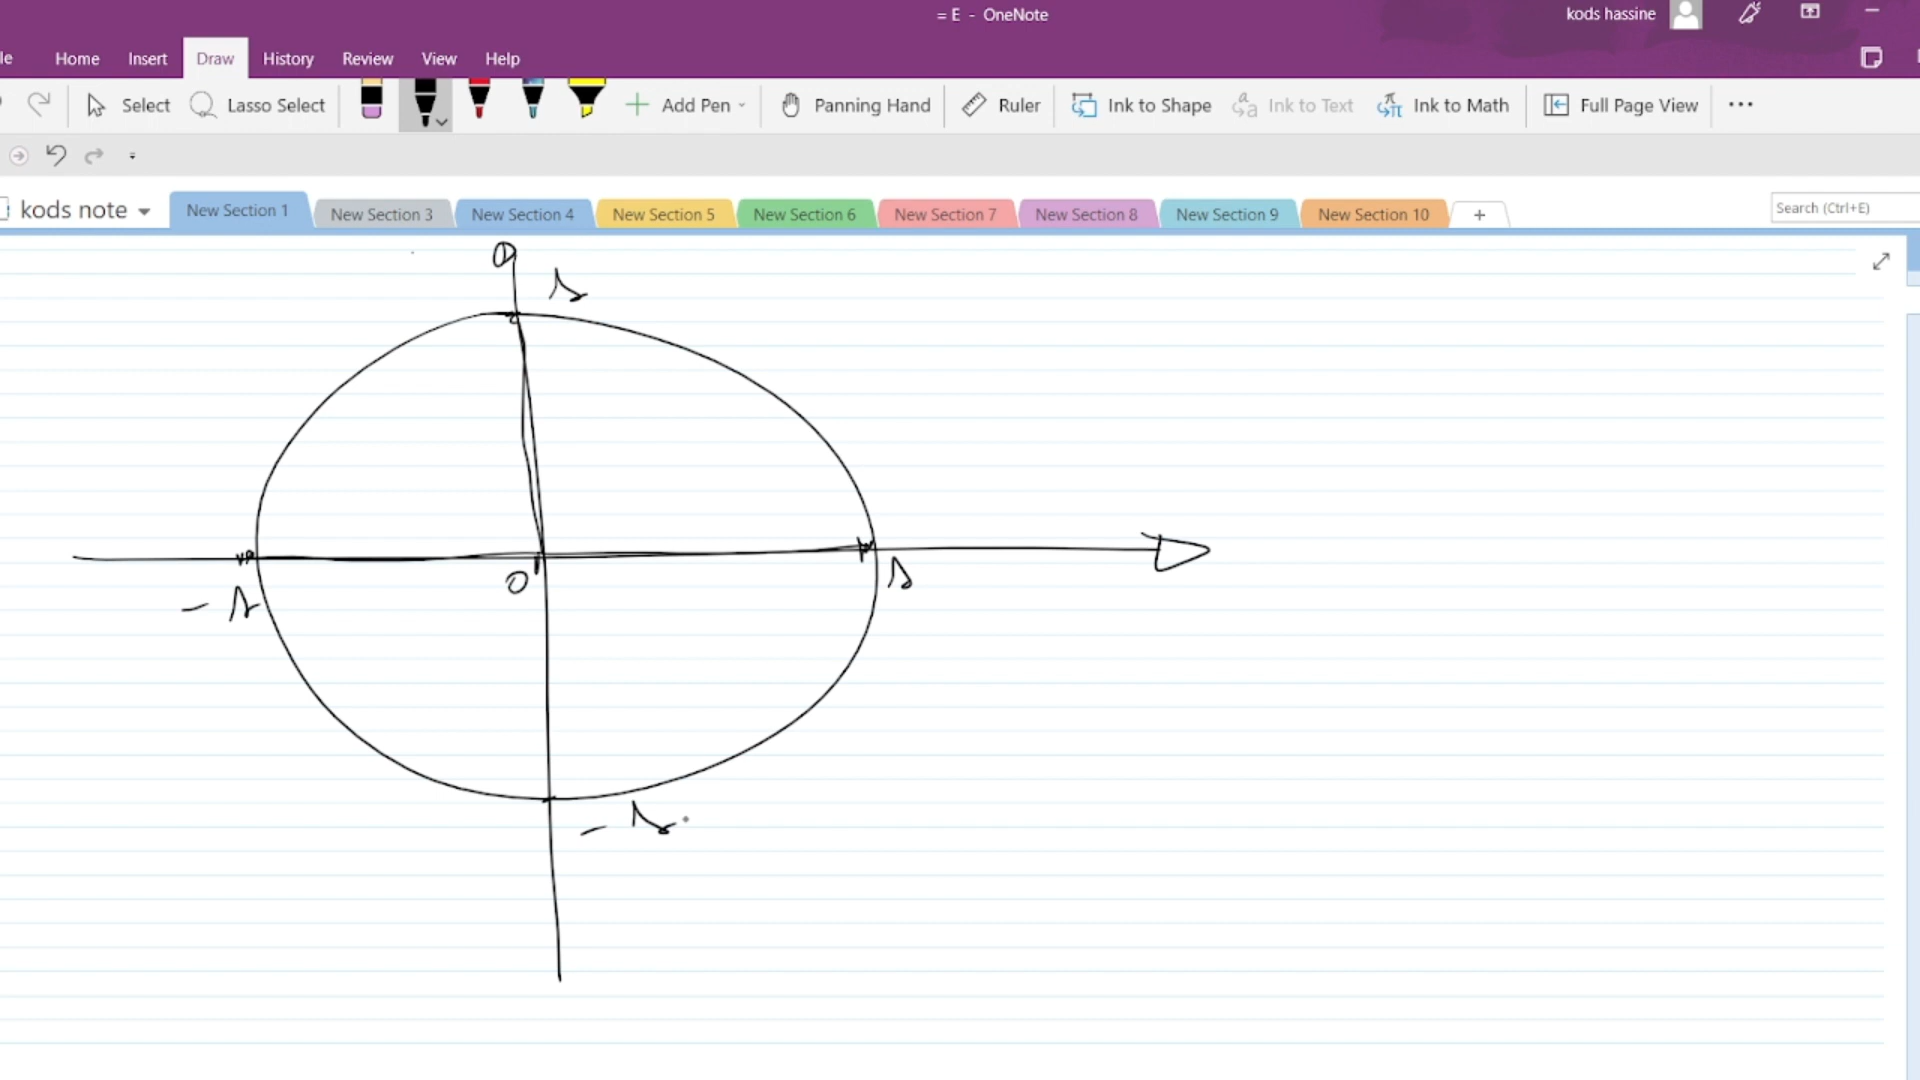 = E - OneNote
kods hassine
le Home Insert Draw History Review View Help
Select Lasso Select Add Pen Panning Hand Ruler Ink to Shape Ink to Text Ink to Math Full Page View
kods note New Section 1 New Section 3 New Section 4 New Section 5 New Section 6 New Section 7 New Section 8 New Section 9 New Section 10 +
Search (Ctrl+E)
0